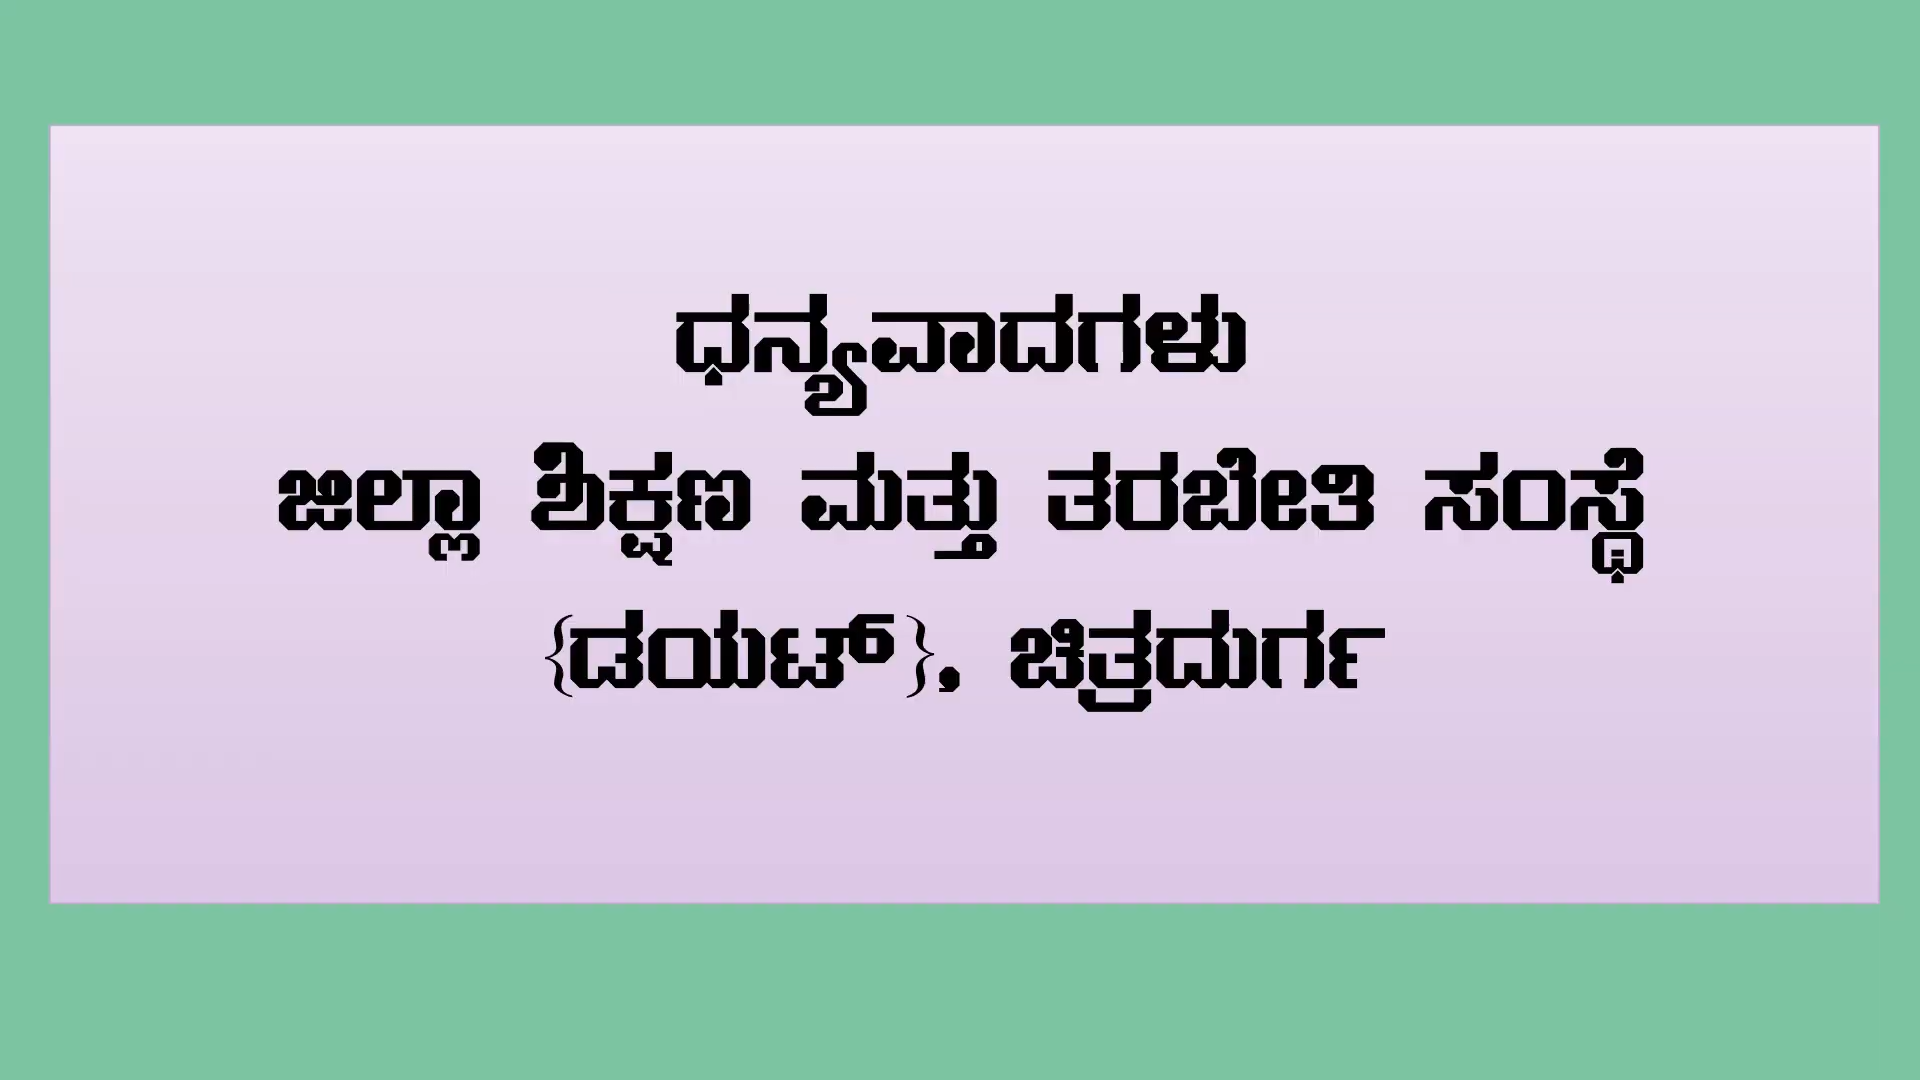 ಧನ್ಯವಾದಗಳು
ಜಿಲ್ಲಾ ಶಿಕ್ಷಣ ಮತ್ತು ತರಬೇತಿ ಸಂಸ್ಥೆ
{ಡಯಟ್}, ಚಿತ್ರದುರ್ಗ